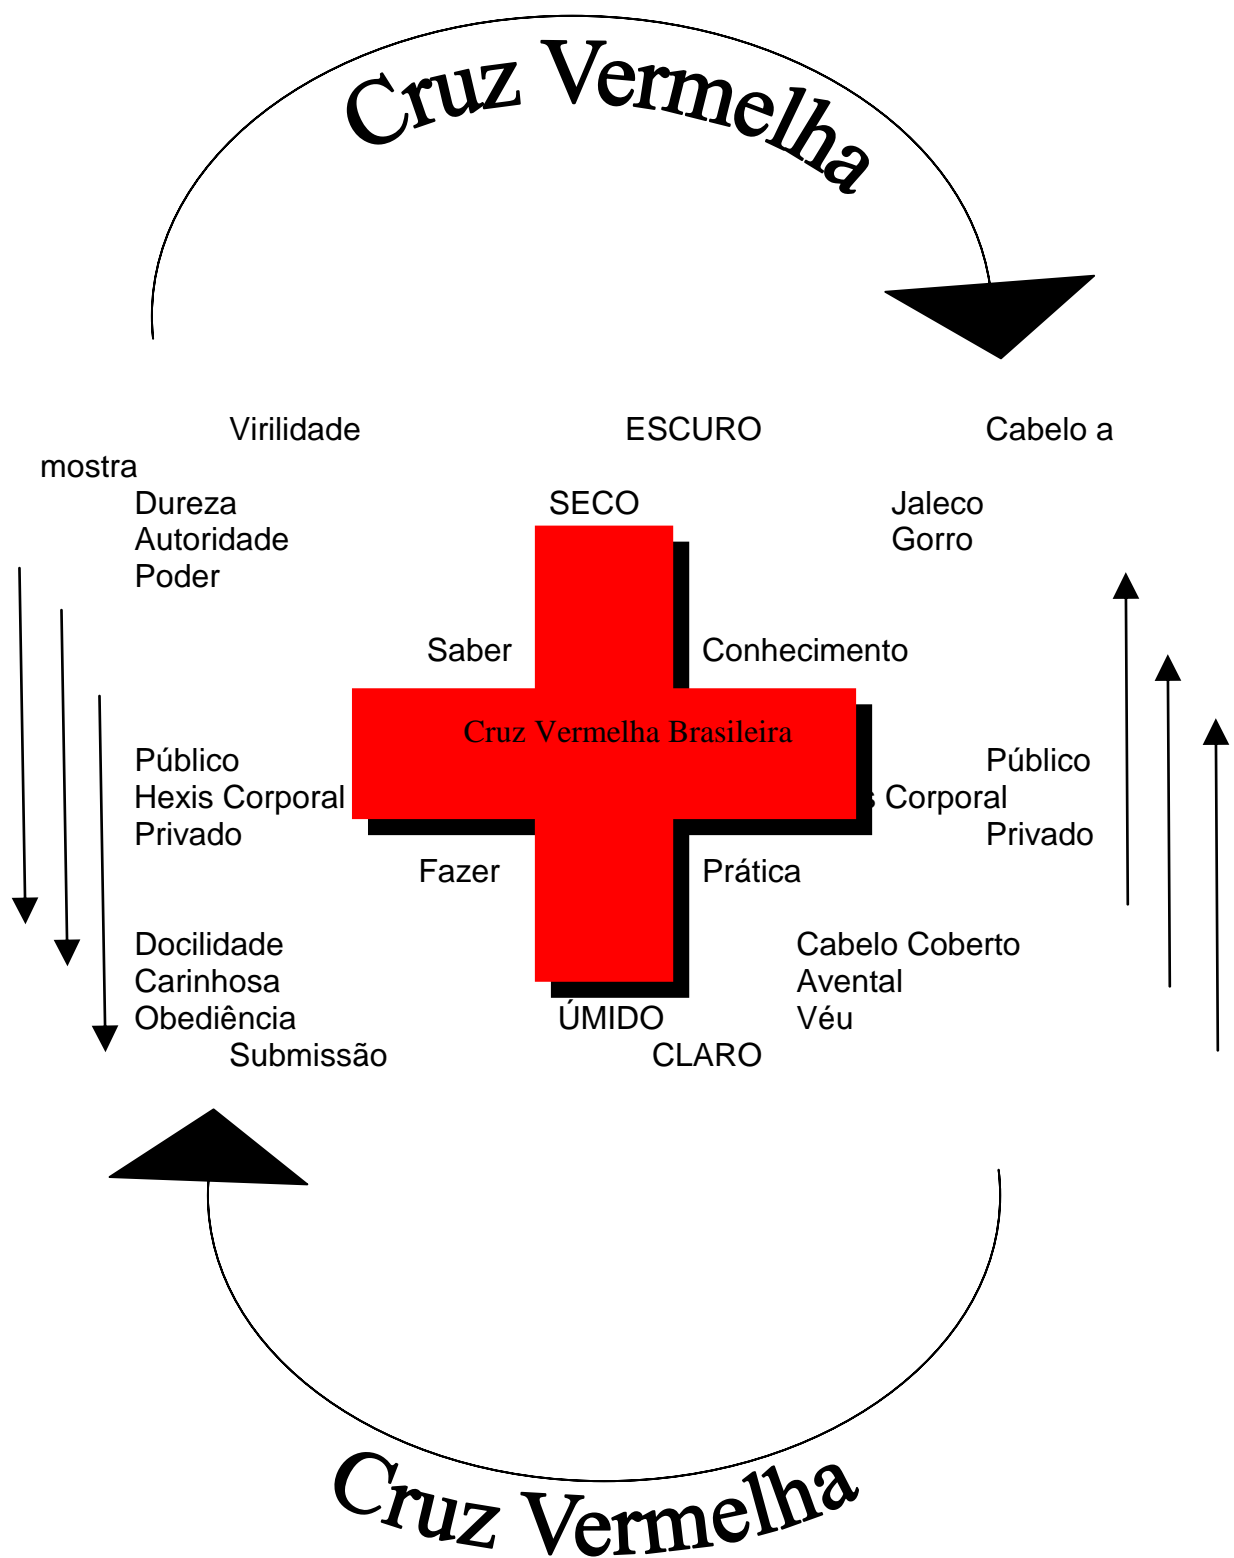 Cruz Vermelha
Virilidade ESCURO Cabelo a
mostra
Dureza SECO Jaleco
Autoridade Gorro
Poder
Saber Conhecimento
Cruz Vermelha Brasileira
Público Público
Hexis Corporal Corporal
Privado Privado
Fazer Prática
Docilidade Cabelo Coberto
Carinhosa Avental
Obediência ÚMIDO Véu
Submissão CLARO
Cruz Vermelha